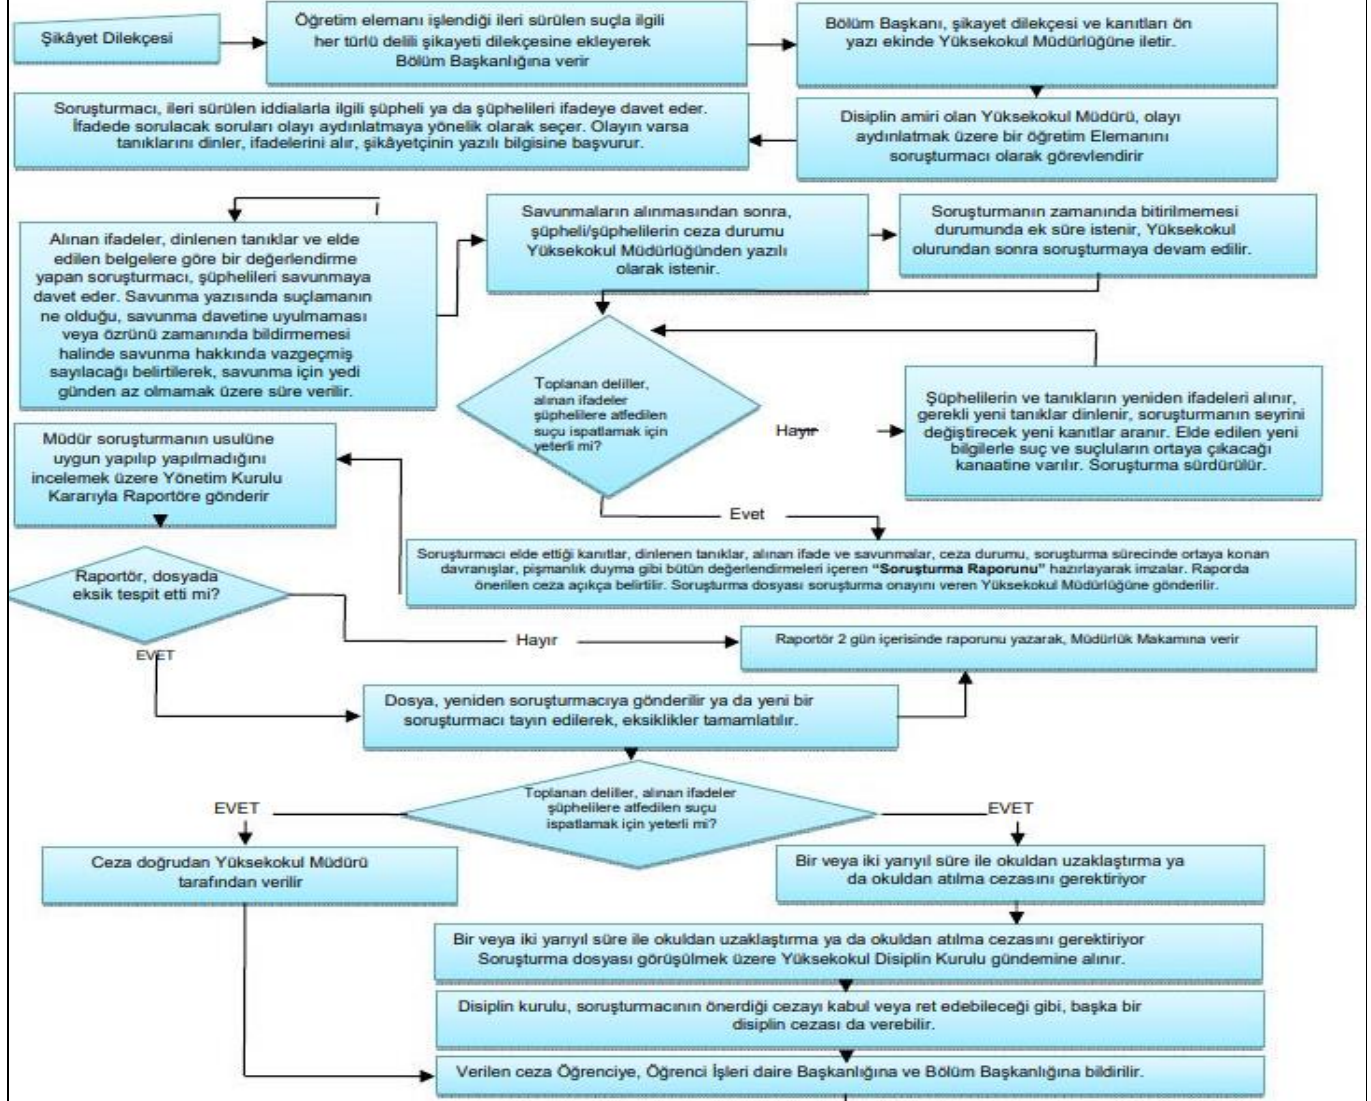 Şikâyet Dilekçesi
Öğretim elemanı işlendiği ileri sürülen suçla ilgili
her türlü delili şikayeti dilekçesine ekleyerek
Bölüm Başkanlığına verir
Bölüm Başkanı, şikayet dilekçesi ve kanıtları ön
yazı ekinde Yüksekokul Müdürlüğüne iletir.
Disiplin amiri olan Yüksekokul Müdürü, olayı
aydınlatmak üzere bir öğretim Elemanını
soruşturmacı olarak görevlendirir
Soruşturmacı, ileri sürülen iddialarla ilgili şüpheli ya da şüphelileri ifadeye davet eder.
İfadede sorulacak soruları olayı aydınlatmaya yönelik olarak seçer. Olayın varsa
tanıklarını dinler, ifadelerini alır, şikâyetçinin yazılı bilgisine başvurur.
Alınan ifadeler, dinlenen tanıklar ve elde
edilen belgelere göre bir değerlendirme
yapan soruşturmacı, şüphelileri savunmaya
davet eder. Savunma yazısında suçlamanın
ne olduğu, savunma davetine uyulmaması
veya özrünü zamanında bildirmemesi
halinde savunma hakkında vazgeçmiş
sayılacağı belirtilerek, savunma için yedi
günden az olmamak üzere süre verilir.
Savunmaların alınmasından sonra,
şüpheli/şüphelilerin ceza durumu
Yüksekokul Müdürlüğünden yazılı
olarak istenir.
Soruşturmanın zamanında bitirilmemesi
durumunda ek süre istenir, Yüksekokul
olurundan sonra soruşturmaya devam edilir.
Toplanan deliller,
alınan ifadeler
şüphelilere atfedilen
suçu ispatlamak için
yeterli mi?
Hayır
Şüphelilerin ve tanıkların yeniden ifadeleri alınır,
gerekli yeni tanıklar dinlenir, soruşturmanın seyrini
değiştirecek yeni kanıtlar aranır. Elde edilen yeni
bilgilerle suç ve suçluların ortaya çıkacağı
kanaatine varılır. Soruşturma sürdürülür.
Evet
Soruşturmacı elde ettiği kanıtlar, dinlenen tanıklar, alınan ifade ve savunmalar, ceza durumu, soruşturma sürecinde ortaya konan
davranışlar, pişmanlık duyma gibi bütün değerlendirmeleri içeren “Soruşturma Raporunu” hazırlayarak imzalar. Raporda
önerilen ceza açıkça belirtilir. Soruşturma dosyası soruşturma onayını veren Yüksekokul Müdürlüğüne gönderilir.
Müdür soruşturmanın usulüne
uygun yapılıp yapılmadığını
incelemek üzere Yönetim Kurulu
Kararıyla Raportöre gönderir
Raportör, dosyada
eksik tespit etti mi?
Hayır
Raportör 2 gün içerisinde raporunu yazarak, Müdürlük Makamına verir
EVET
Dosya, yeniden soruşturmacıya gönderilir ya da yeni bir
soruşturmacı tayin edilerek, eksiklikler tamamlatılır.
Toplanan deliller, alınan ifadeler
şüphelilere atfedilen suçu
ispatlamak için yeterli mi?
EVET
EVET
Ceza doğrudan Yüksekokul Müdürü
tarafından verilir
Bir veya iki yarıyıl süre ile okuldan uzaklaştırma ya
da okuldan atılma cezasını gerektiriyor
Bir veya iki yarıyıl süre ile okuldan uzaklaştırma ya da okuldan atılma cezasını gerektiriyor
Soruşturma dosyası görüşülmek üzere Yüksekokul Disiplin Kurulu gündemine alınır.
Disiplin kurulu, soruşturmacının önerdiği cezayı kabul veya ret edebileceği gibi, başka bir
disiplin cezası da verebilir.
Verilen ceza Öğrenciye, Öğrenci İşleri daire Başkanlığına ve Bölüm Başkanlığına bildirilir.